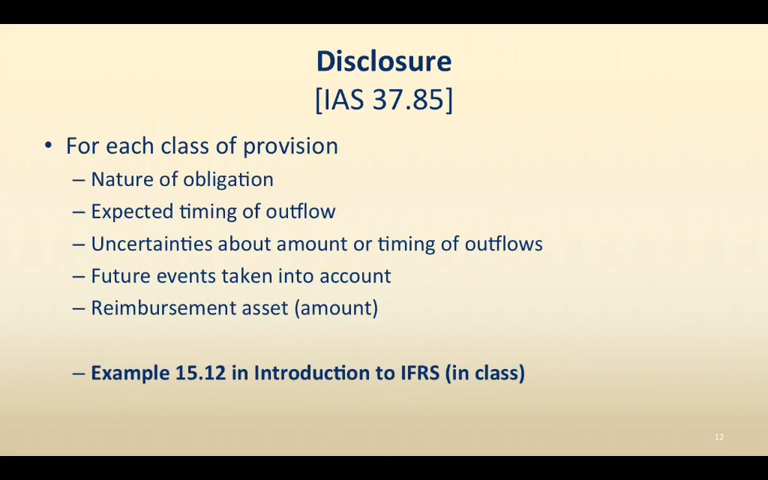 Disclosure
[IAS 37.85]
• For each class of provision
– Nature of obligation
– Expected timing of outflow
– Uncertainties about amount or timing of outflows
– Future events taken into account
– Reimbursement asset (amount)
– Example 15.12 in Introduction to IFRS (in class)
12